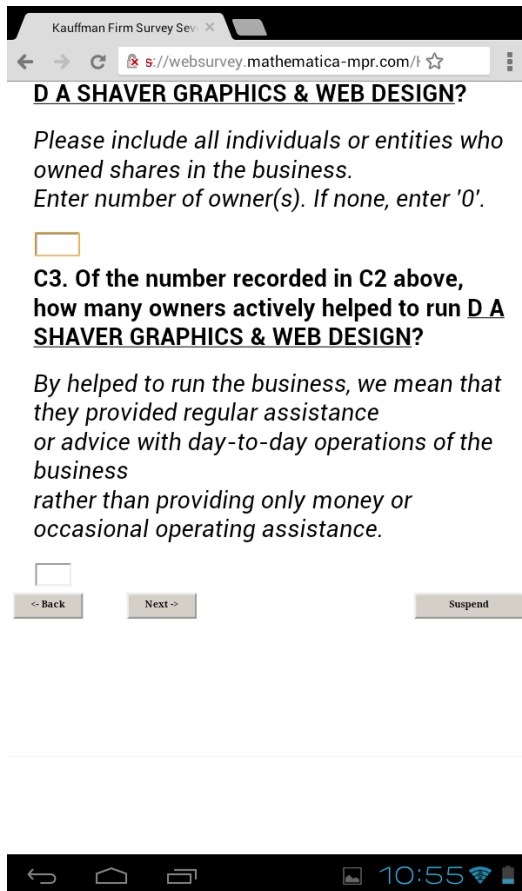 Kauffman Firm Survey Sev
s://websurvey.mathematica-mpr.com/
D A SHAVER GRAPHICS & WEB DESIGN?
Please include all individuals or entities who
owned shares in the business.
Enter number of owner(s). If none, enter '0'.
C3. Of the number recorded in C2 above,
how many owners actively helped to run D A
SHAVER GRAPHICS & WEB DESIGN?
By helped to run the business, we mean that
they provided regular assistance
or advice with day-to-day operations of the
business
rather than providing only money or
occasional operating assistance.
<- Back Next -> Suspend
10:55